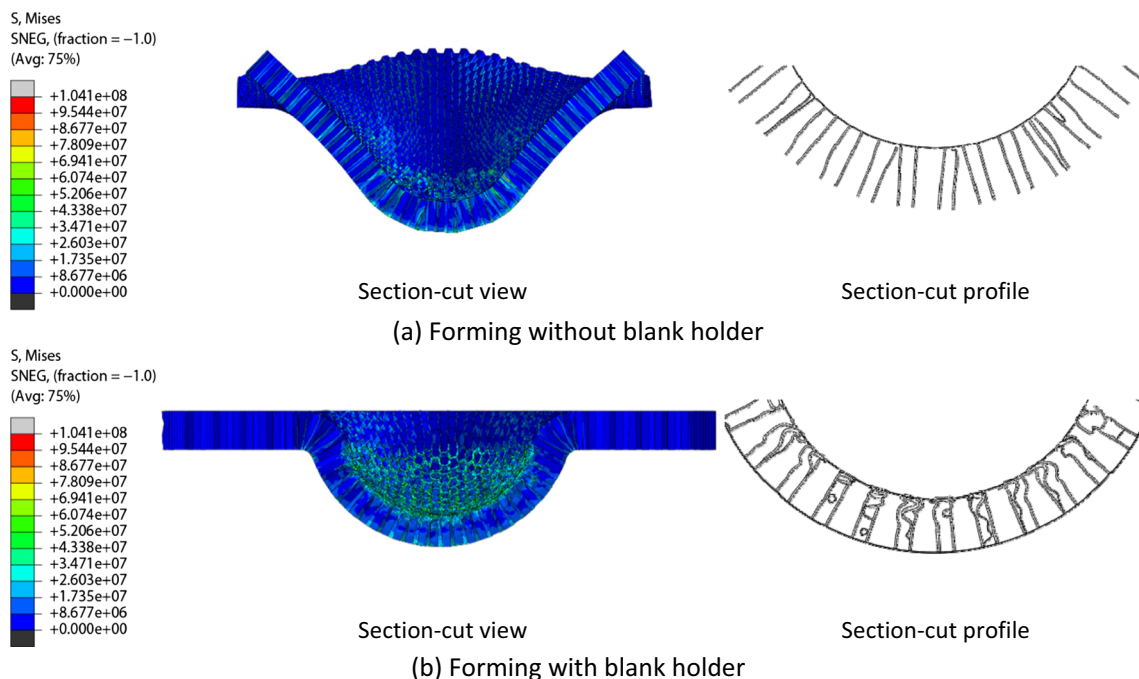 S, Mises
SNEG, (fraction = −1.0)
(Avg: 75%)
+1.041e+08
+9.544e+07
+8.677e+07
+7.809e+07
+6.941e+07
+6.074e+07
+5.206e+07
+4.338e+07
+3.471e+07
+2.603e+07
+1.735e+07
+8.677e+06
+0.000e+00
Section-cut view
Section-cut profile
(a) Forming without blank holder
S, Mises
SNEG, (fraction = −1.0)
(Avg: 75%)
+1.041e+08
+9.544e+07
+8.677e+07
+7.809e+07
+6.941e+07
+6.074e+07
+5.206e+07
+4.338e+07
+3.471e+07
+2.603e+07
+1.735e+07
+8.677e+06
+0.000e+00
Section-cut view
Section-cut profile
(b) Forming with blank holder